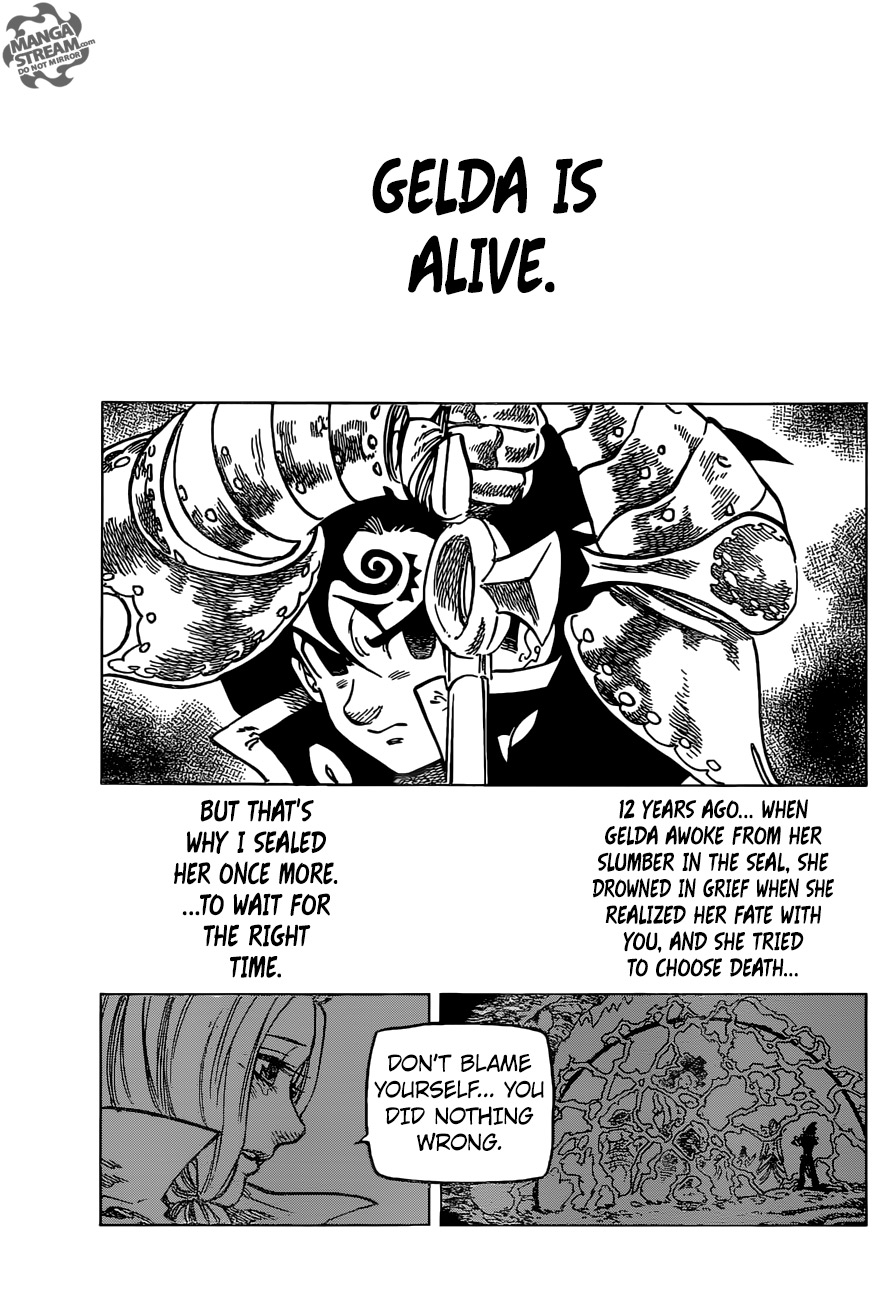 MANGA
STREAM.com
DO NOT MIRROR
GELDA IS
ALIVE.
12 YEARS AGO... WHEN
GELDA AWOKE FROM HER
SLUMBER IN THE SEAL, SHE
DROWNED IN GRIEF WHEN SHE
REALIZED HER FATE WITH
YOU, AND SHE TRIED
TO CHOOSE DEATH...
BUT THAT'S
WHY I SEALED
HER ONCE MORE.
...TO WAIT FOR
THE RIGHT
TIME.
DON'T BLAME
YOURSELF... YOU
DID NOTHING
WRONG.